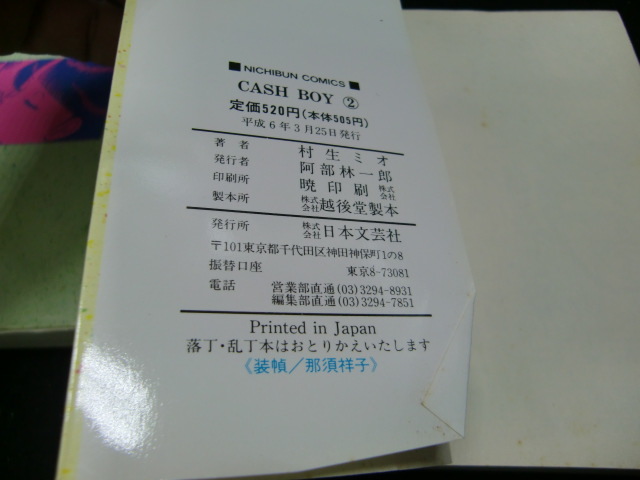 ■ NICHIBUN COMICS ■
CASH BOY ②
定価520円(本体505円)
平成6年3月25日発行
著者 村生ミオ
発行者 阿部林一郎
印刷所 暁印刷 株式会社
製本所 株式会社 越後堂製本
発行所 株式会社 日本文芸社
〒101東京都千代田区神田神保町1の8
振替口座 東京8-73081
電話 営業部直通(03)3294-8931
編集部直通(03)3294-7851
Printed in Japan
落丁・乱丁本はおとりかえいたします
《装幀／那須祥子》